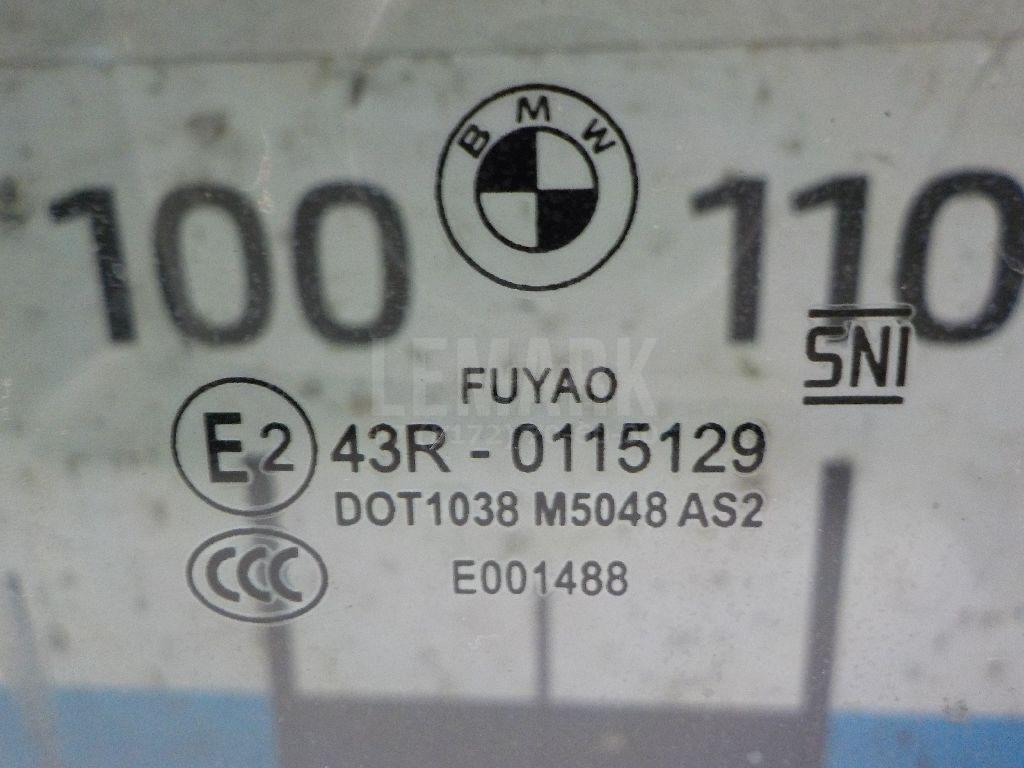 BMW
100 110
SNI
LEMARK
FUYAO
E2 43R - 0115129
DOT1038 M5048 AS2
CCC E001488